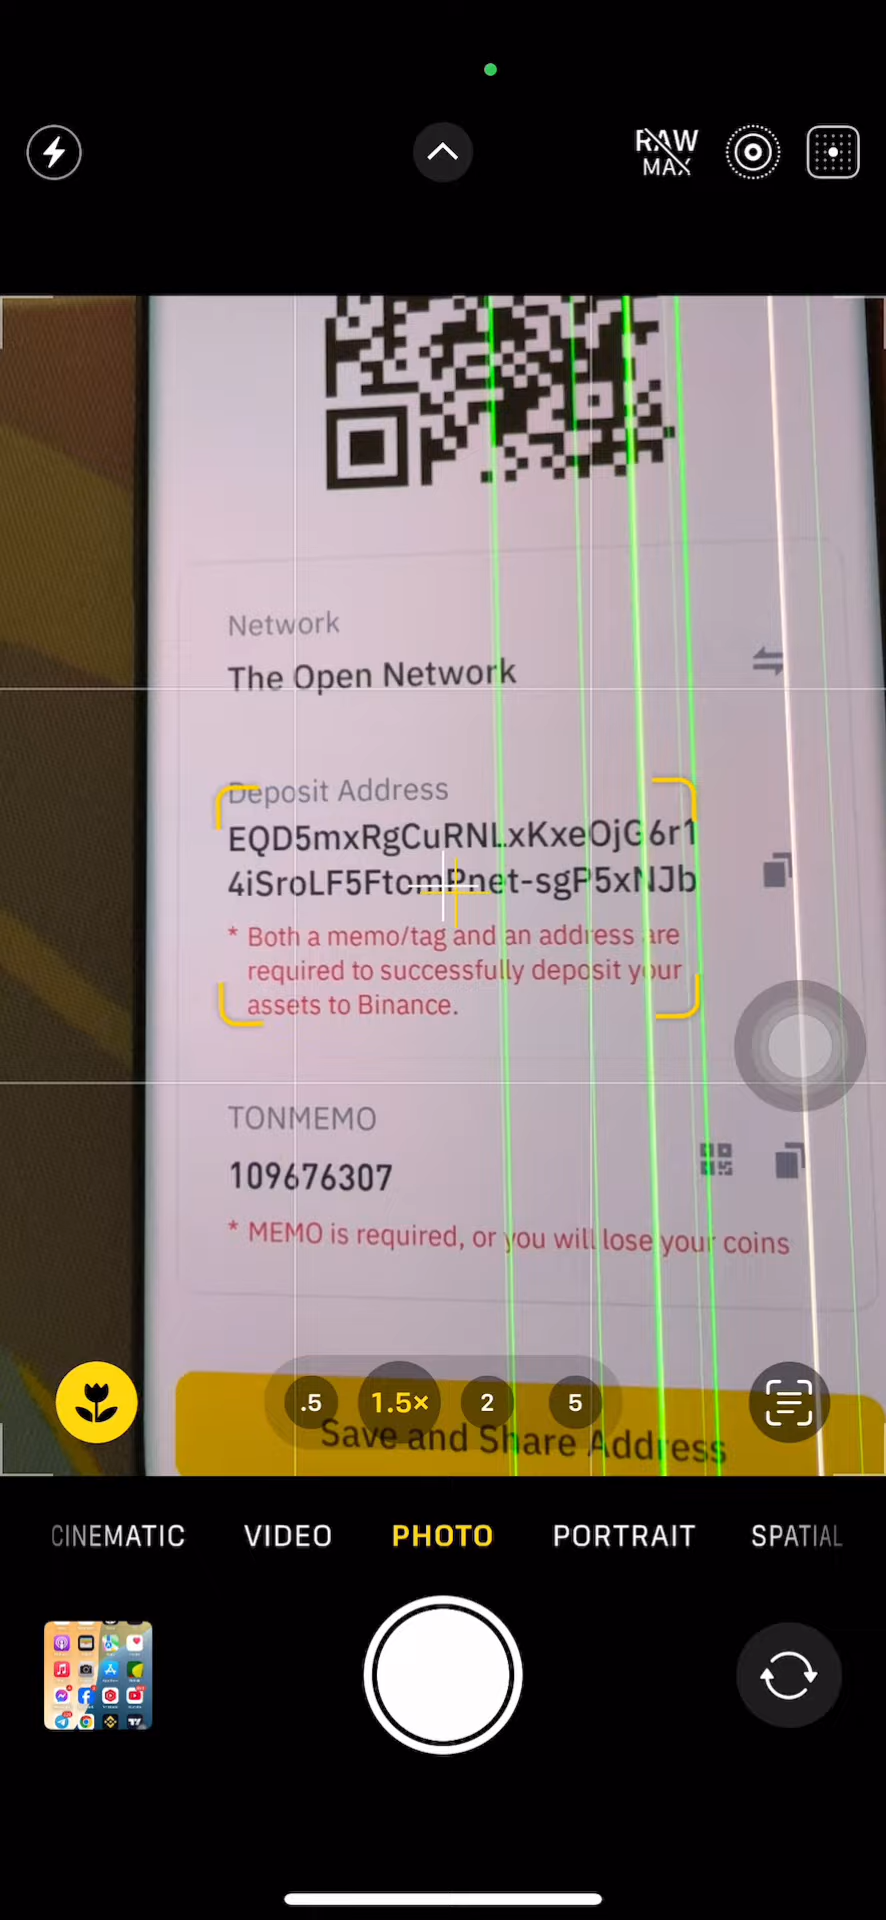 RAW
MAX
Network
The Open Network
Deposit Address
EQD5mxRgCuRNLxKxeOjG6r1
4iSroLF5FtomPnet-sgP5xNJb
* Both a memo/tag and an address are
required to successfully deposit your
assets to Binance.
TONMEMO
109676307
* MEMO is required, or you will lose your coins
.5 1.5× 2 5
Save and Share Address
CINEMATIC VIDEO PHOTO PORTRAIT SPATIAL